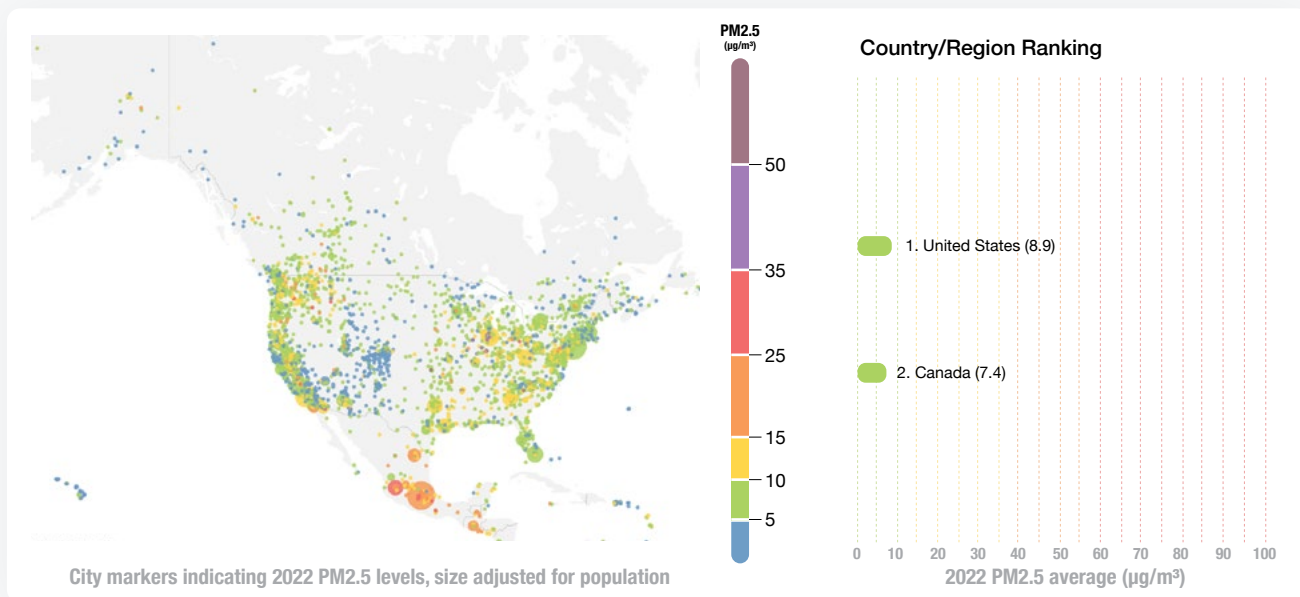 PM2.5
(μg/m³)
50
35
25
15
10
5
City markers indicating 2022 PM2.5 levels, size adjusted for population
Country/Region Ranking
1. United States (8.9)
2. Canada (7.4)
0 10 20 30 40 50 60 70 80 90 100
2022 PM2.5 average (μg/m³)